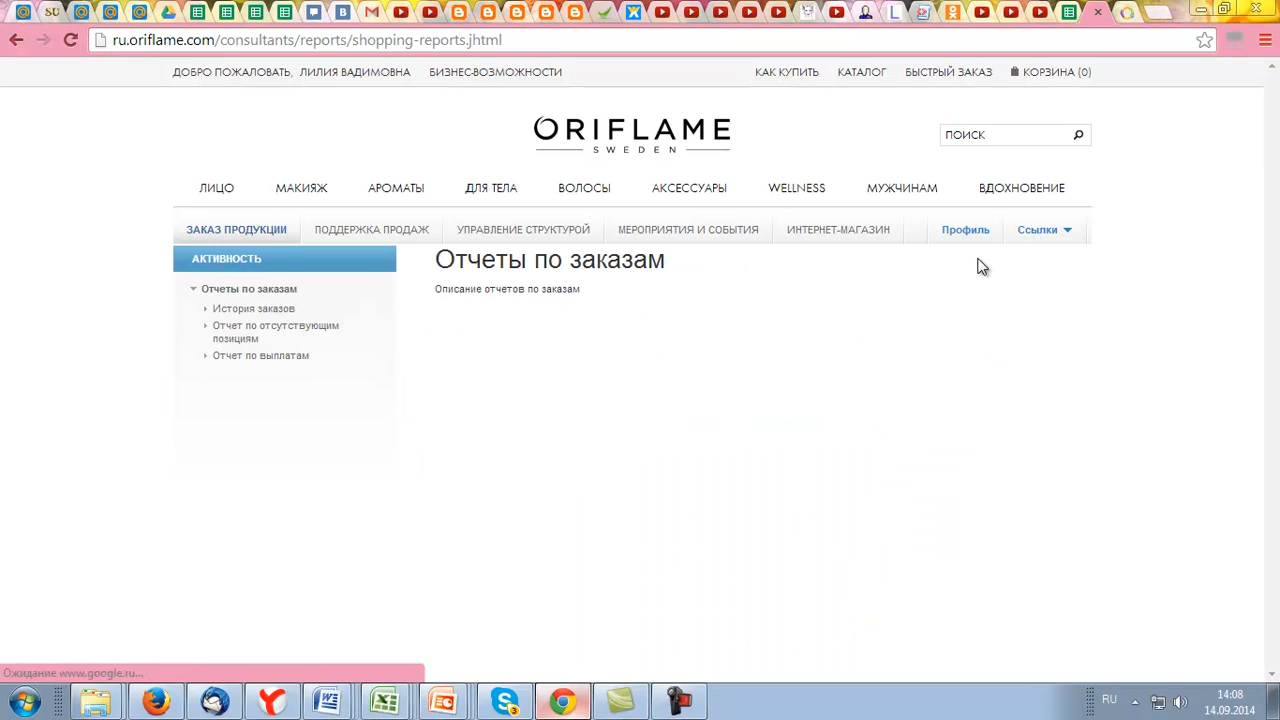 ru.oriflame.com/consultants/reports/shopping-reports.jhtml
ДОБРО ПОЖАЛОВАТЬ, ЛИЛИЯ ВАДИМОВНА БИЗНЕС-ВОЗМОЖНОСТИ КАК КУПИТЬ КАТАЛОГ БЫСТРЫЙ ЗАКАЗ КОРЗИНА (0)
ORIFLAME
SWEDEN
ПОИСК
ЛИЦО МАКИЯЖ АРОМАТЫ ДЛЯ ТЕЛА ВОЛОСЫ АКСЕССУАРЫ WELLNESS МУЖЧИНАМ ВДОХНОВЕНИЕ
ЗАКАЗ ПРОДУКЦИИ ПОДДЕРЖКА ПРОДАЖ УПРАВЛЕНИЕ СТРУКТУРОЙ МЕРОПРИЯТИЯ И СОБЫТИЯ ИНТЕРНЕТ-МАГАЗИН Профиль Ссылки
АКТИВНОСТЬ
Отчеты по заказам
История заказов
Отчет по отсутствующим
позициям
Отчет по выплатам
Отчеты по заказам
Описание отчетов по заказам
Ожидание www.google.ru...
RU
14:08
14.09.2014